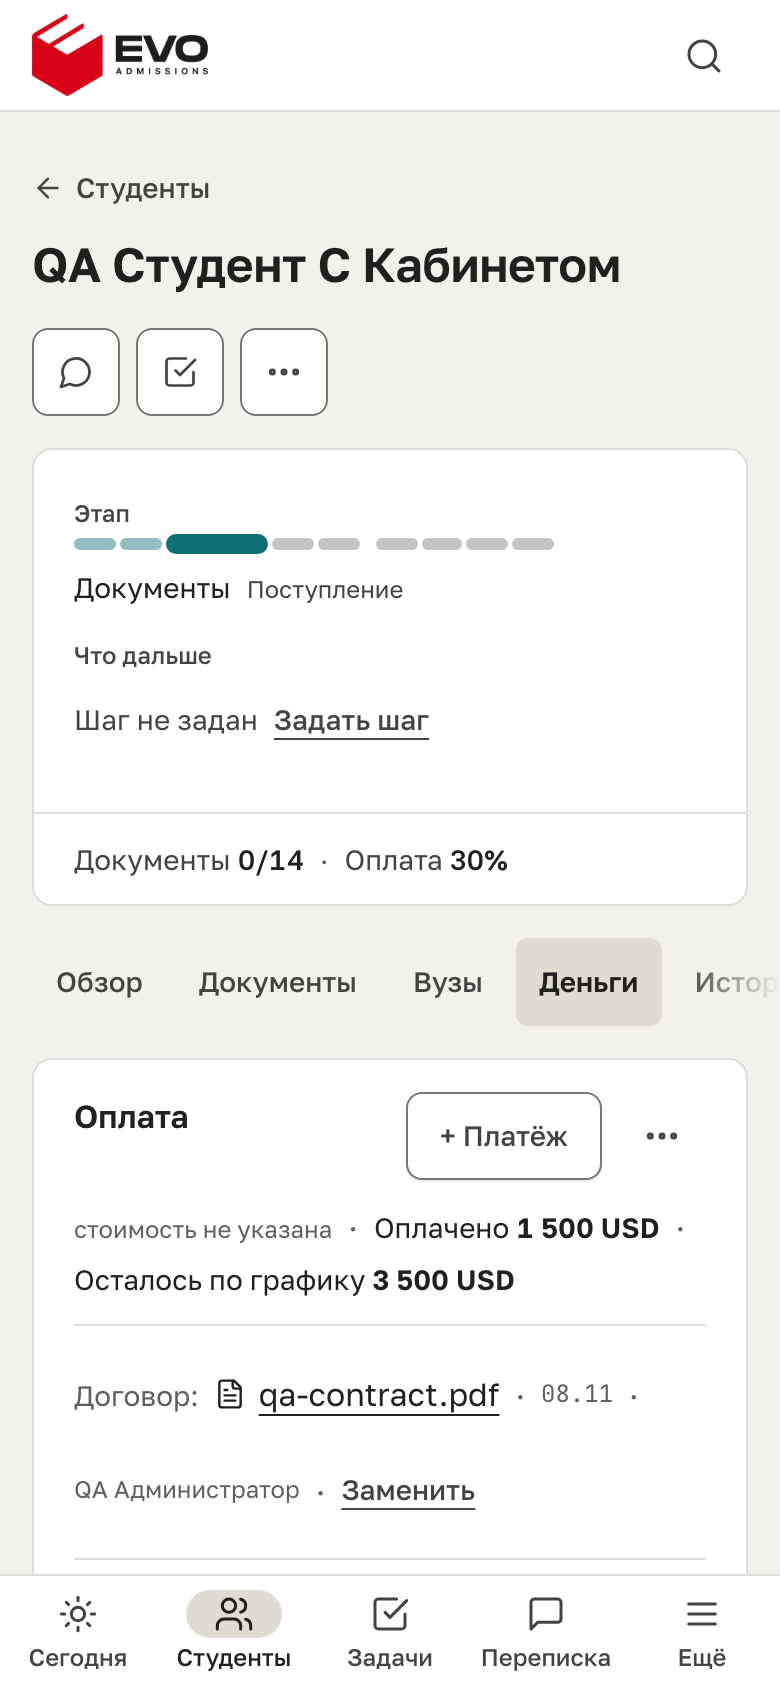 EVO
ADMISSIONS
Студенты
QA Студент С Кабинетом
Этап
Документы Поступление
Что дальше
Шаг не задан Задать шаг
Документы 0/14 · Оплата 30%
Обзор Документы Вузы Деньги Истор
Оплата + Платёж
стоимость не указана · Оплачено 1 500 USD ·
Осталось по графику 3 500 USD
Договор: qa-contract.pdf · 08.11 ·
QA Администратор · Заменить
Сегодня Студенты Задачи Переписка Ещё